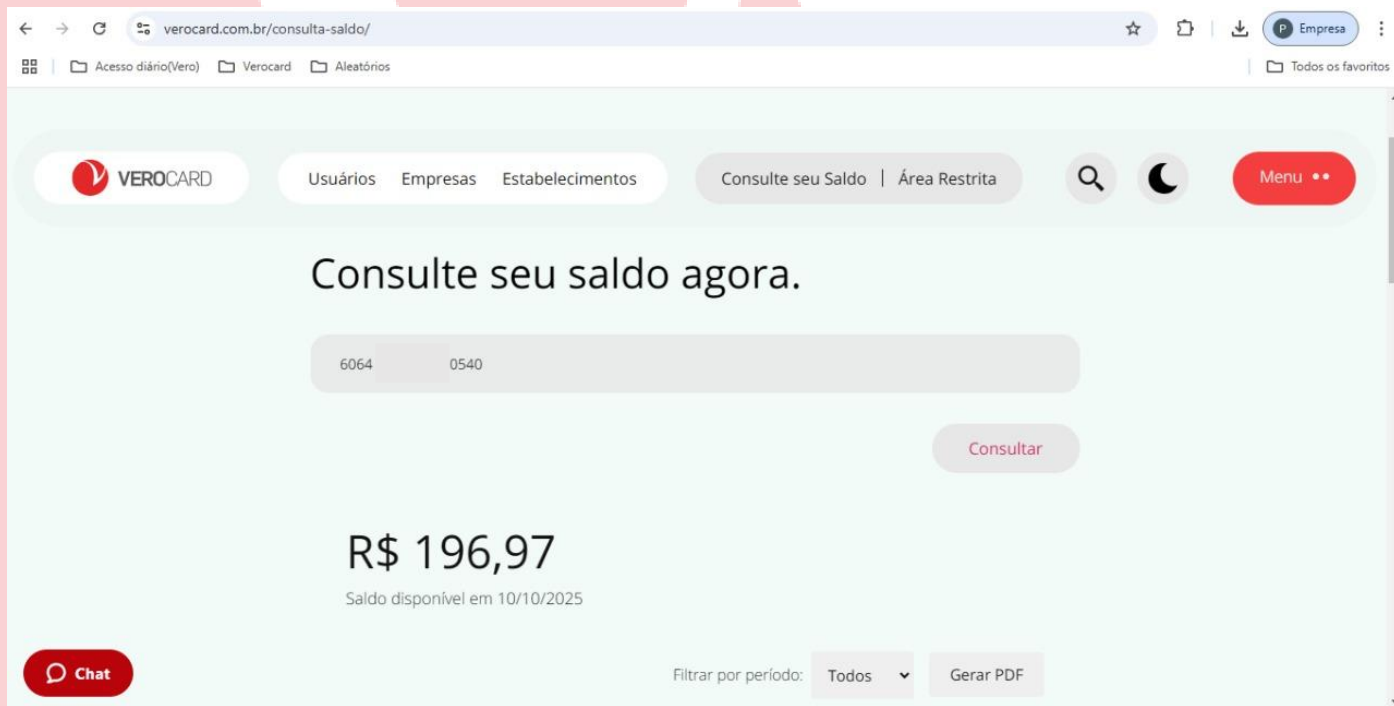 verocard.com.br/consulta-saldo/
P Empresa
Acesso diário(Vero) Verocard Aleatórios Todos os favoritos
VEROCARD Usuários Empresas Estabelecimentos Consulte seu Saldo | Área Restrita Menu ••
Consulte seu saldo agora.
6064 0540
Consultar
R$ 196,97
Saldo disponível em 10/10/2025
Chat Filtrar por período: Todos Gerar PDF